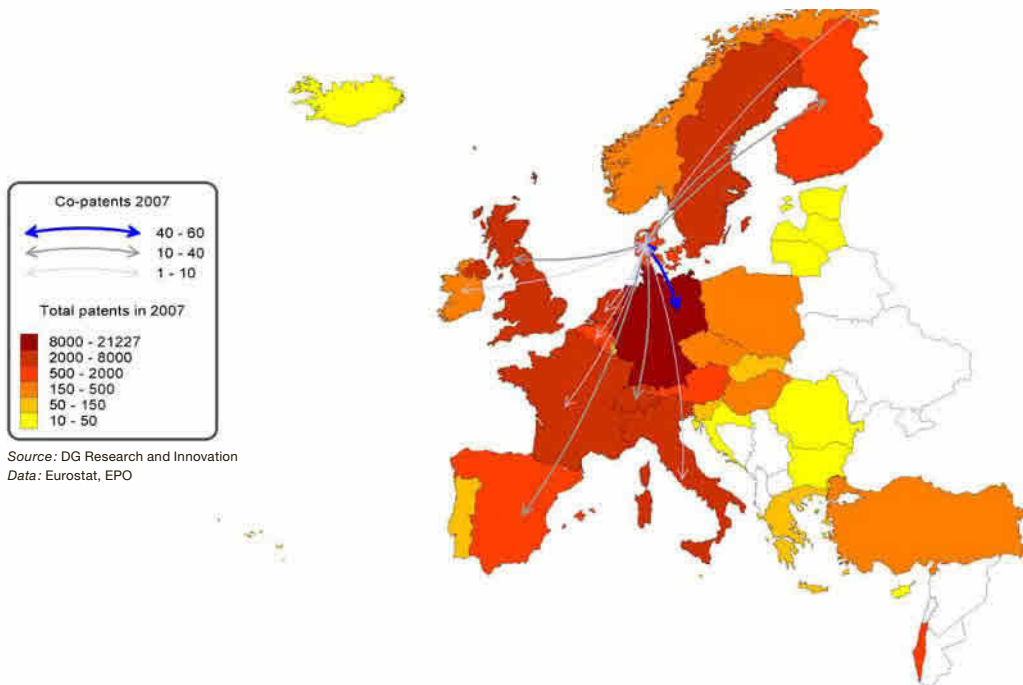 Co-patents 2007
40 - 60
10 - 40
1 - 10
Total patents in 2007
8000 - 21227
2000 - 8000
500 - 2000
150 - 500
50 - 150
10 - 50
Source: DG Research and Innovation
Data: Eurostat, EPO